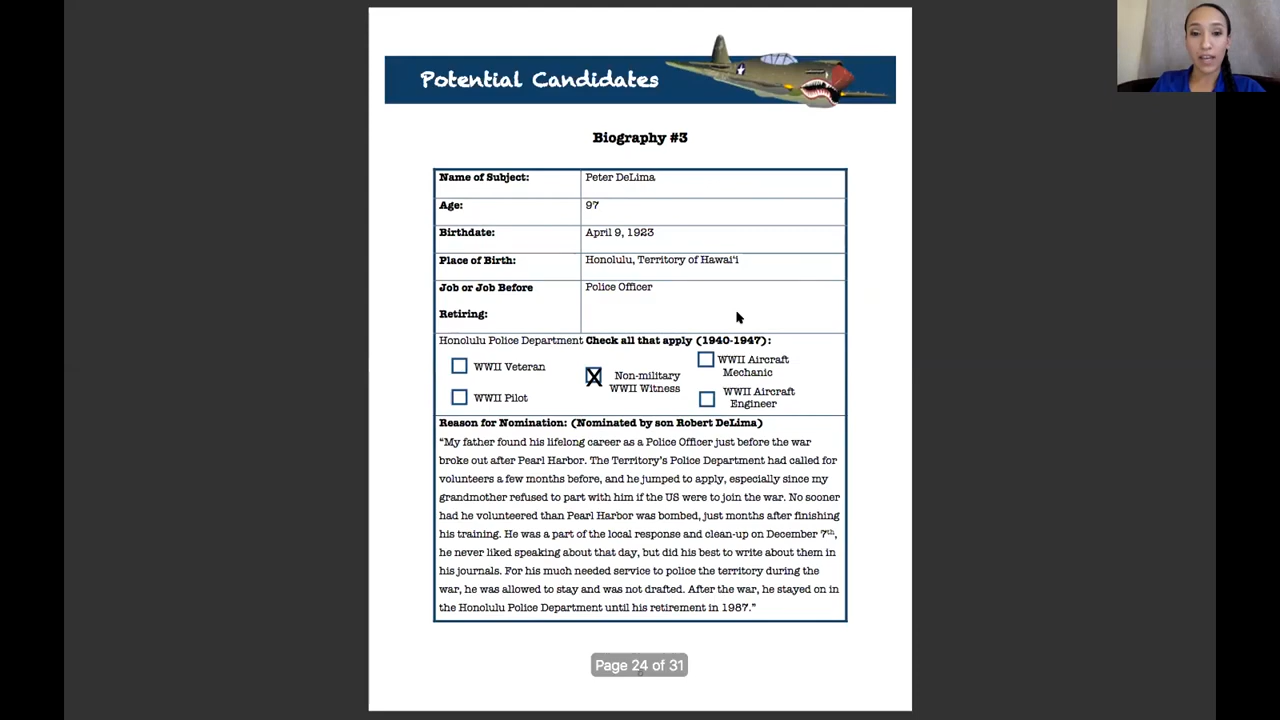 Potential Candidates
Biography #3
Name of Subject: Peter DeLima
Age: 97
Birthdate: April 9, 1923
Place of Birth: Honolulu, Territory of Hawai'i
Job or Job Before Police Officer
Retiring:
Honolulu Police Department Check all that apply (1940-1947):
WWII Veteran
X Non-military
WWII Witness
WWII Aircraft
Mechanic
WWII Pilot
WWII Aircraft
Engineer
Reason for Nomination: (Nominated by son Robert DeLima)
“My father found his lifelong career as a Police Officer just before the war
broke out after Pearl Harbor. The Territory's Police Department had called for
volunteers a few months before, and he jumped to apply, especially since my
grandmother refused to part with him if the US were to join the war. No sooner
had he volunteered than Pearl Harbor was bombed, just months after finishing
his training. He was a part of the local response and clean-up on December 7th,
he never liked speaking about that day, but did his best to write about them in
his journals. For his much needed service to police the territory during the
war, he was allowed to stay and was not drafted. After the war, he stayed on in
the Honolulu Police Department until his retirement in 1987.”
Page 24 of 31